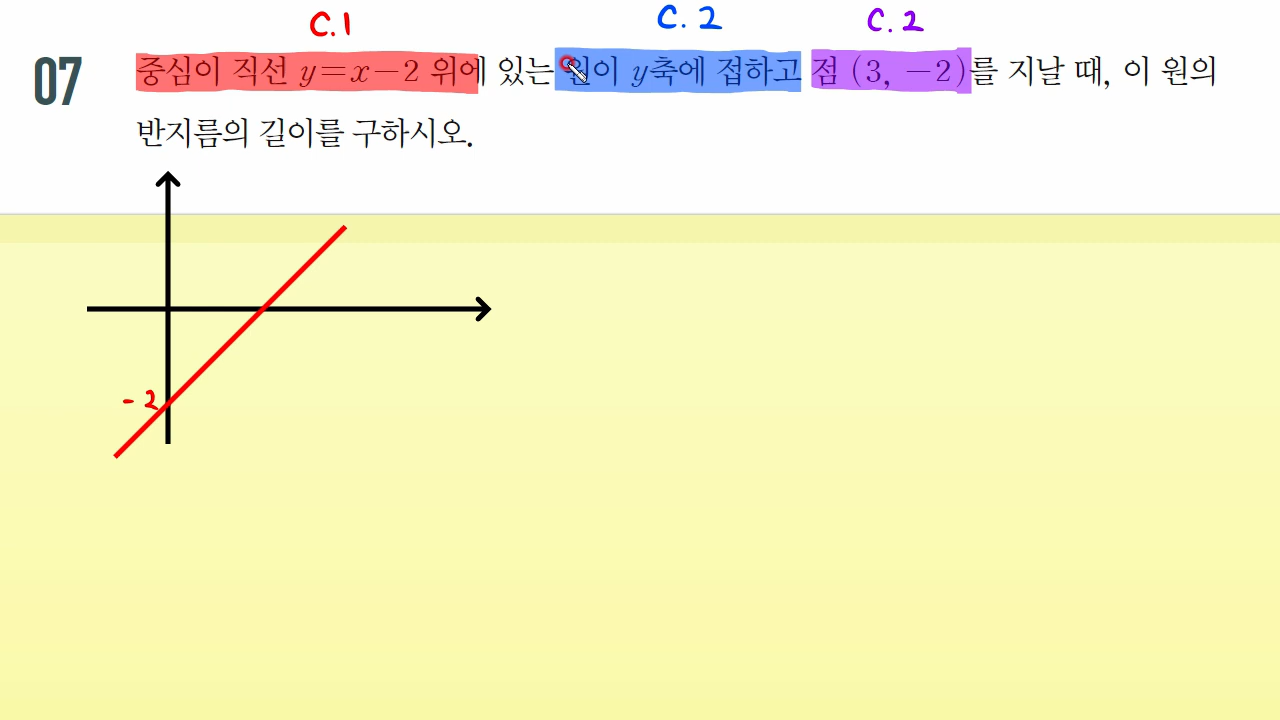 C.1 C.2 C.2
07 중심이 직선 y=x−2 위에 있는 원이 y축에 접하고 점 (3, −2)를 지날 때, 이 원의
반지름의 길이를 구하시오.
-2